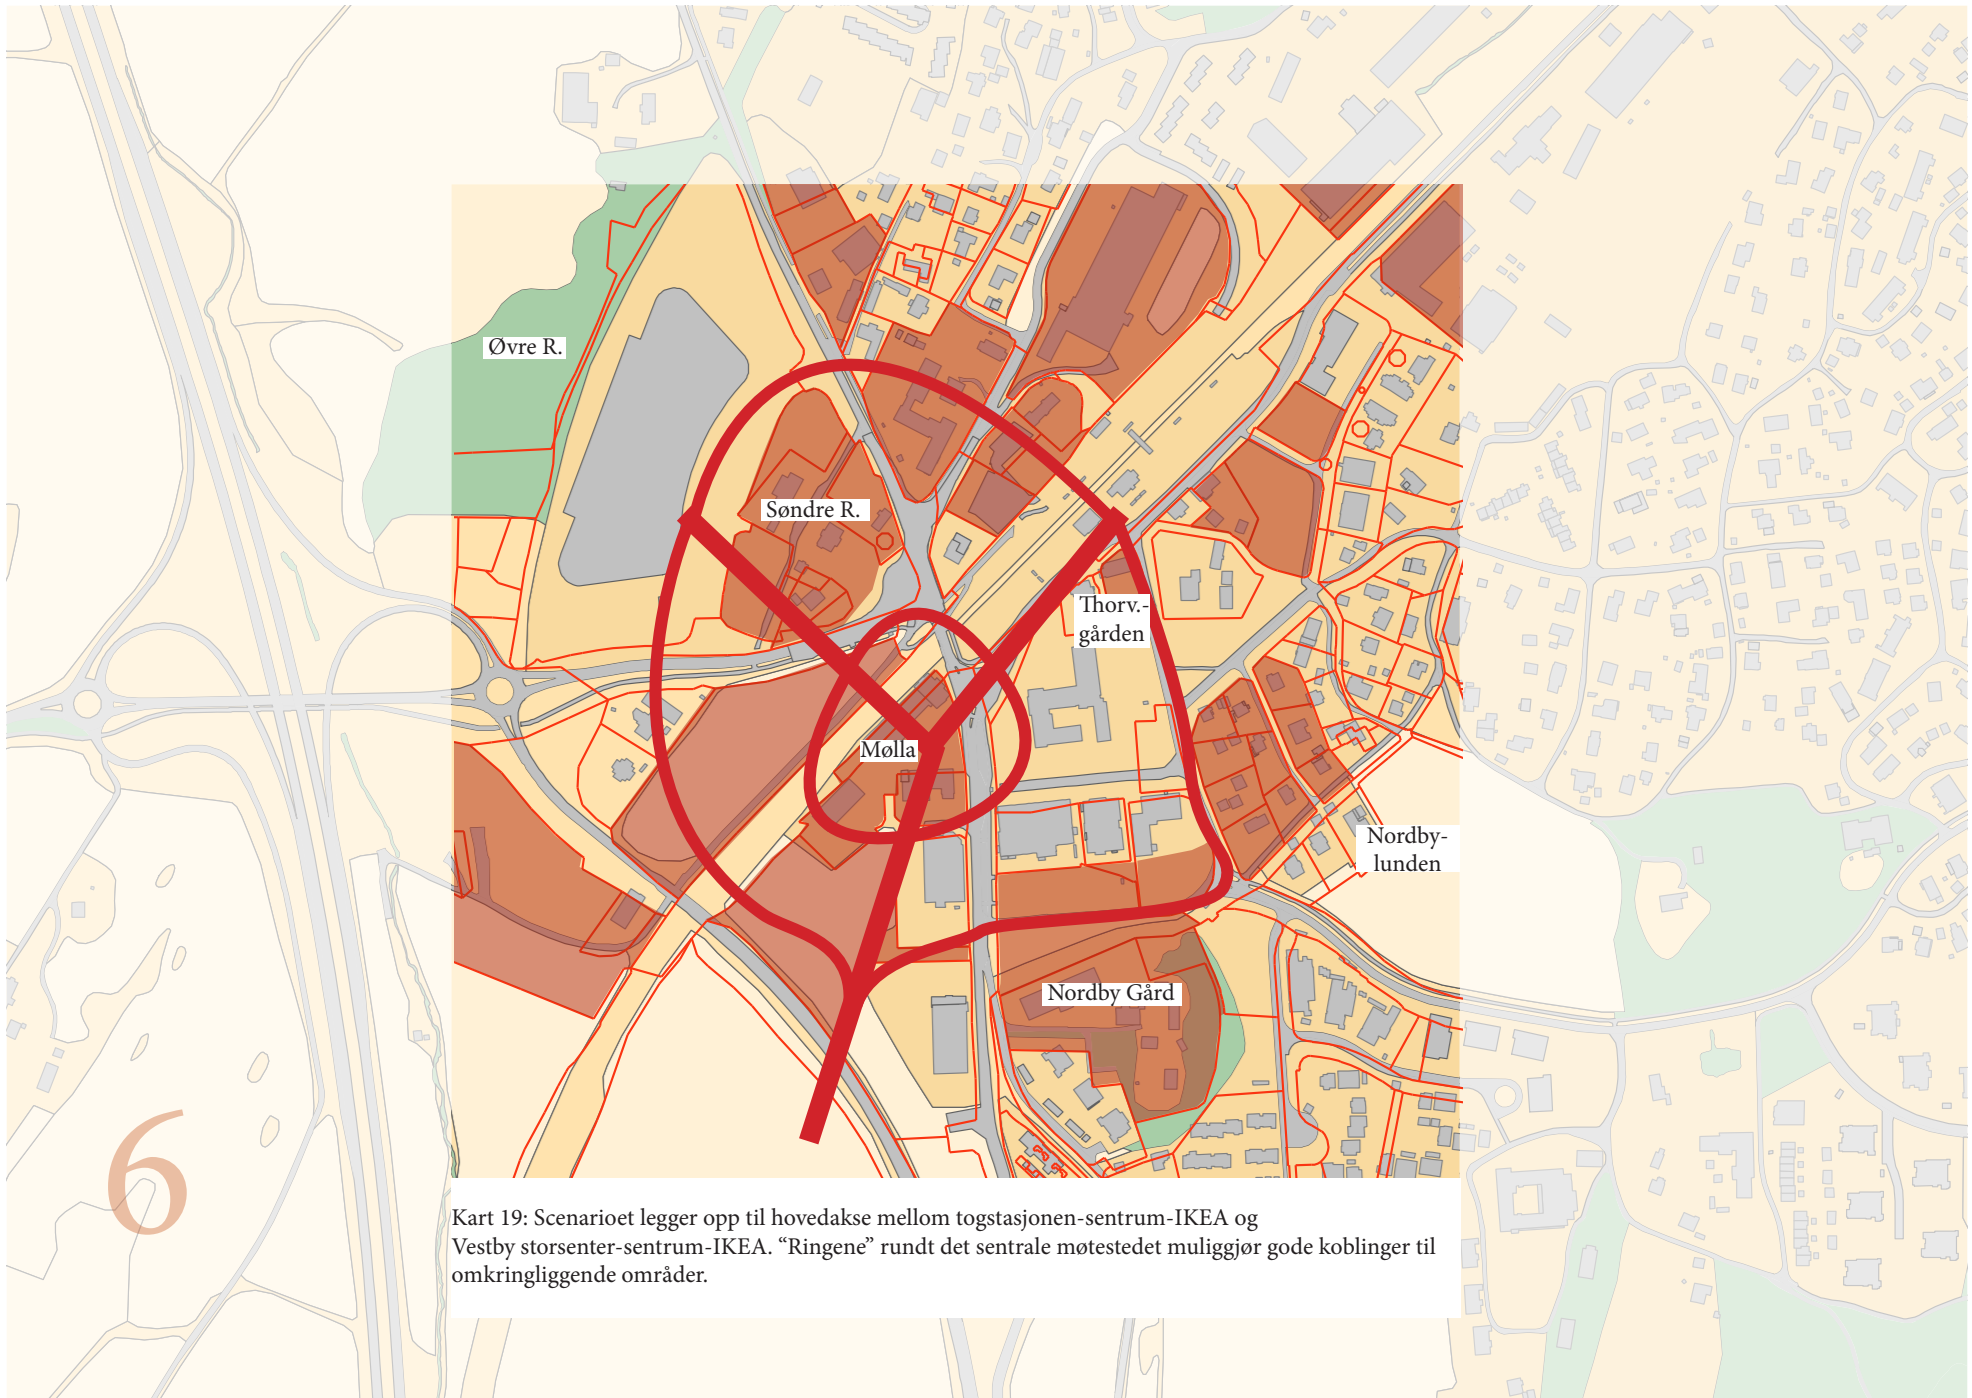 Øvre R.
Søndre R.
Thorv.-
gården
Mølla
Nordby-
lunden
Nordby Gård
6
Kart 19: Scenarioet legger opp til hovedakse mellom togstasjonen-sentrum-IKEA og
Vestby storsenter-sentrum-IKEA. “Ringene” rundt det sentrale møtestedet muliggjør gode koblinger til
omkringliggende områder.